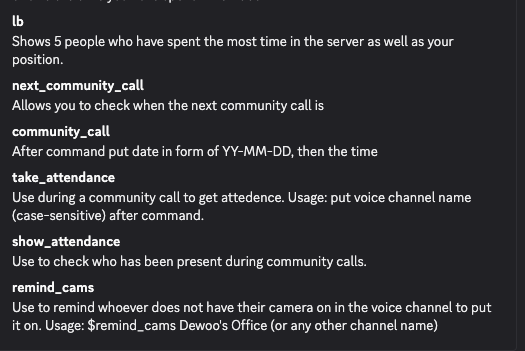 lb
Shows 5 people who have spent the most time in the server as well as your
position.
next_community_call
Allows you to check when the next community call is
community_call
After command put date in form of YY-MM-DD, then the time
take_attendance
Use during a community call to get attedence. Usage: put voice channel name
(case-sensitive) after command.
show_attendance
Use to check who has been present during community calls.
remind_cams
Use to remind whoever does not have their camera on in the voice channel to put
it on. Usage: $remind_cams Dewoo's Office (or any other channel name)